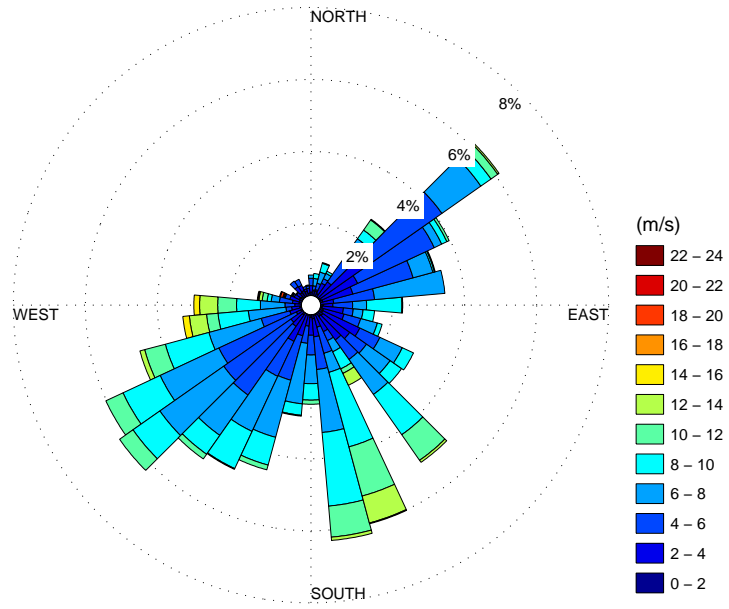 NORTH
8%
6%
4%
2%
WEST
EAST
SOUTH
(m/s)
22 – 24
20 – 22
18 – 20
16 – 18
14 – 16
12 – 14
10 – 12
8 – 10
6 – 8
4 – 6
2 – 4
0 – 2